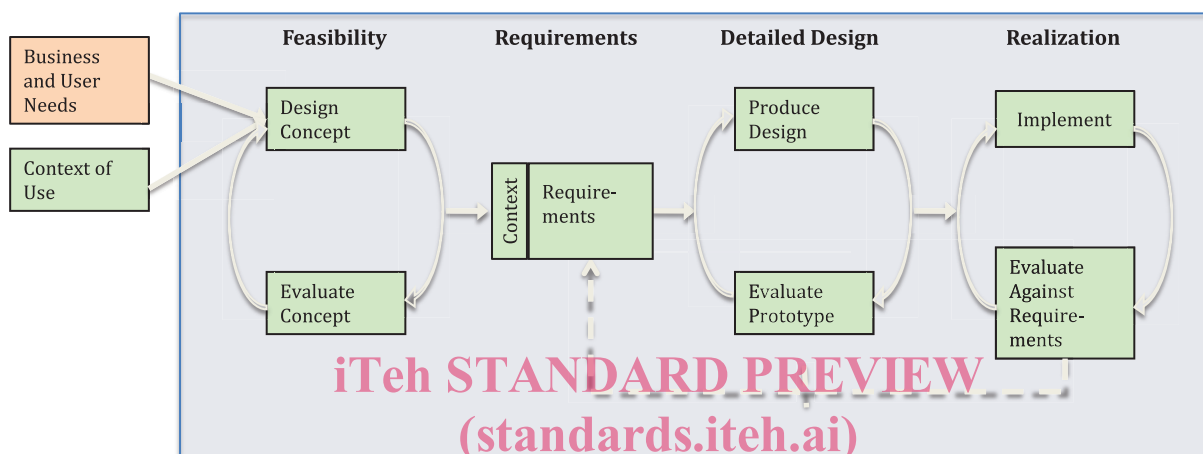 Feasibility
Requirements
Detailed Design
Realization
Business
and User
Needs
Context of
Use
Design
Concept
Evaluate
Concept
Context
Require-
ments
Produce
Design
Evaluate
Prototype
Implement
Evaluate
Against
Require-
ments
iTeh STANDARD PREVIEW
(standards.iteh.ai)